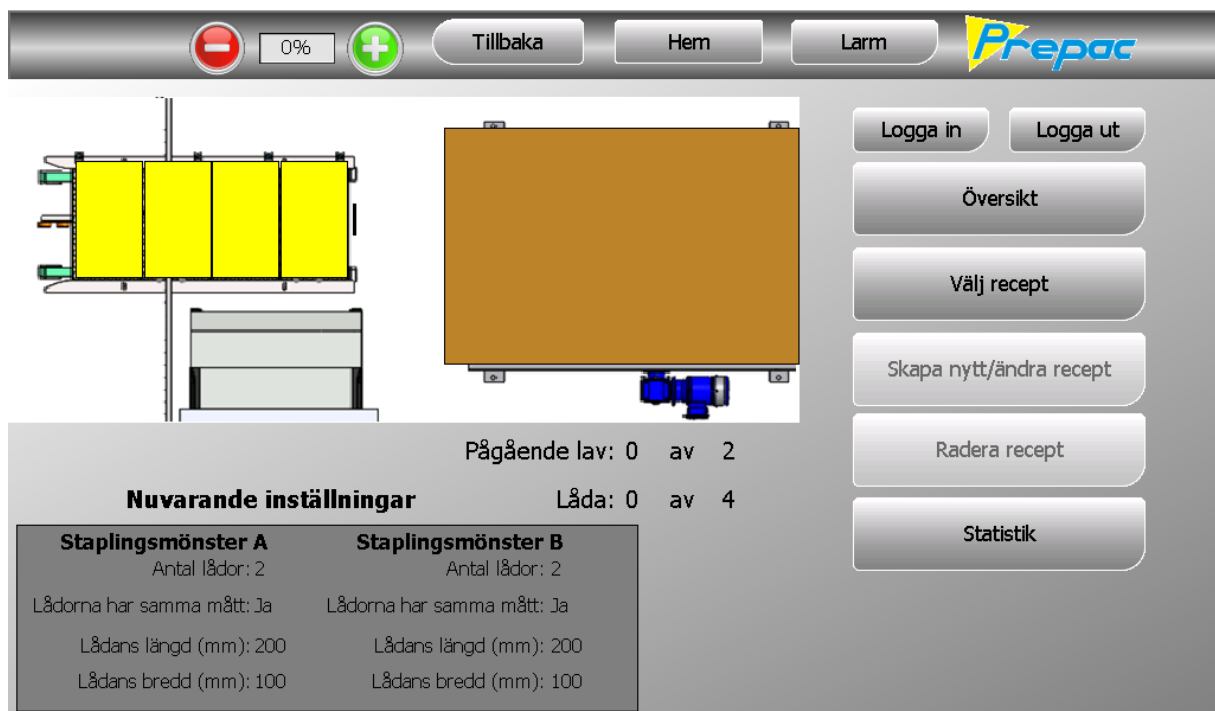 0% Tillbaka Hem Larm Prepac
Logga in Logga ut
Översikt
Välj recept
Skapa nytt/ändra recept
Radera recept
Statistik
Pågående lav: 0 av 2
Nuvarande inställningar Låda: 0 av 4
Staplingsmönster A Staplingsmönster B
Antal lådor: 2 Antal lådor: 2
Lådorna har samma mått: Ja Lådorna har samma mått: Ja
Lådans längd (mm): 200 Lådans längd (mm): 200
Lådans bredd (mm): 100 Lådans bredd (mm): 100